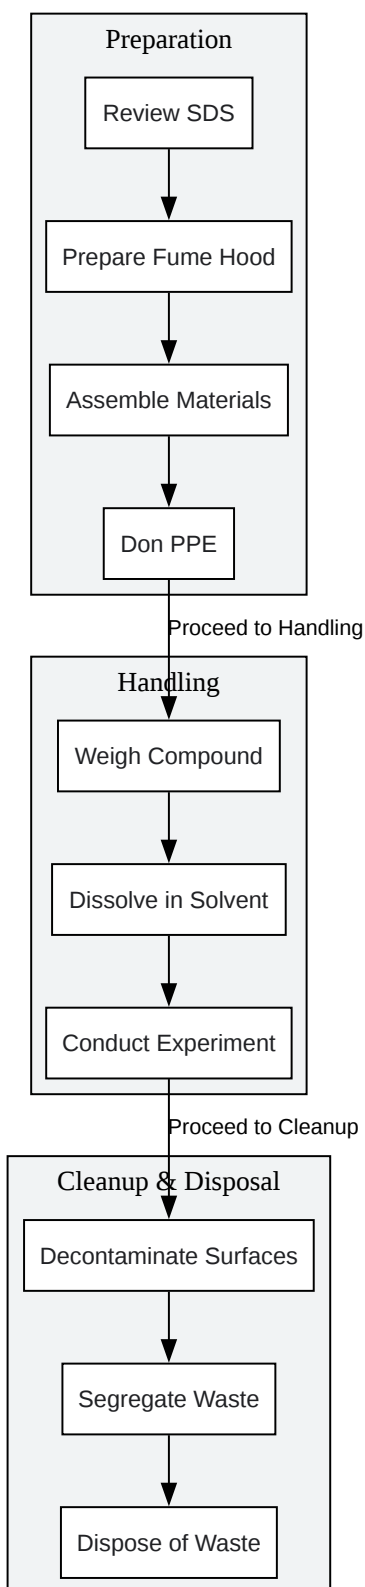 Preparation
Review SDS
Prepare Fume Hood
Assemble Materials
Don PPE
Proceed to Handling
Handling
Weigh Compound
Dissolve in Solvent
Conduct Experiment
Proceed to Cleanup
Cleanup & Disposal
Decontaminate Surfaces
Segregate Waste
Dispose of Waste